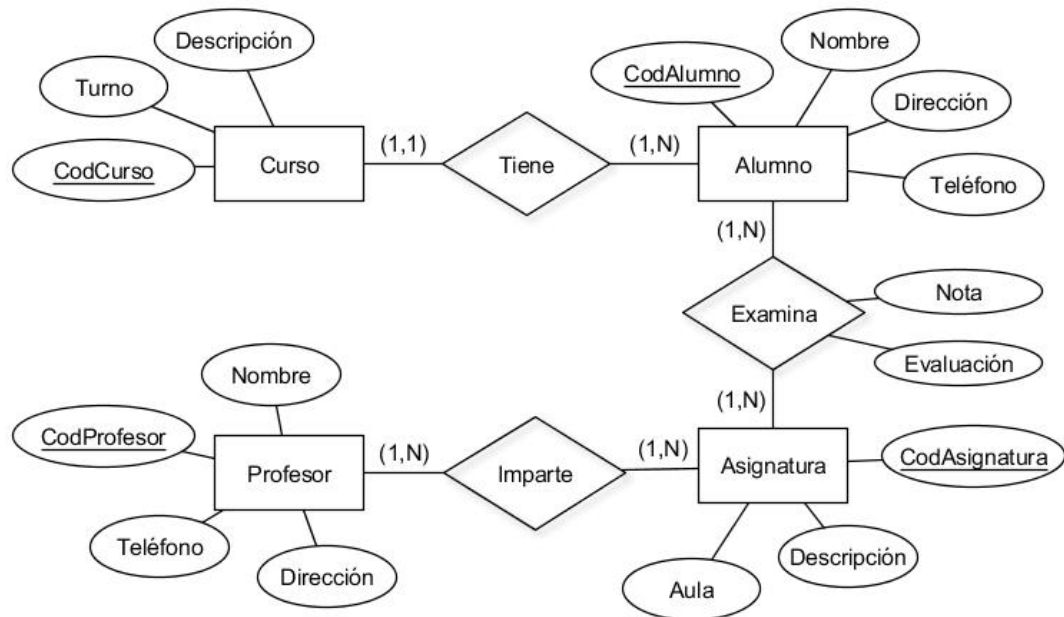 Descripción
Turno
CodCurso
Curso
(1,1)
Tiene
(1,N)
CodAlumno
Nombre
Dirección
Teléfono
Alumno
(1,N)
Examina
Nota
Evaluación
(1,N)
Nombre
CodProfesor
Profesor
Teléfono
Dirección
(1,N)
Imparte
(1,N)
Asignatura
CodAsignatura
Descripción
Aula